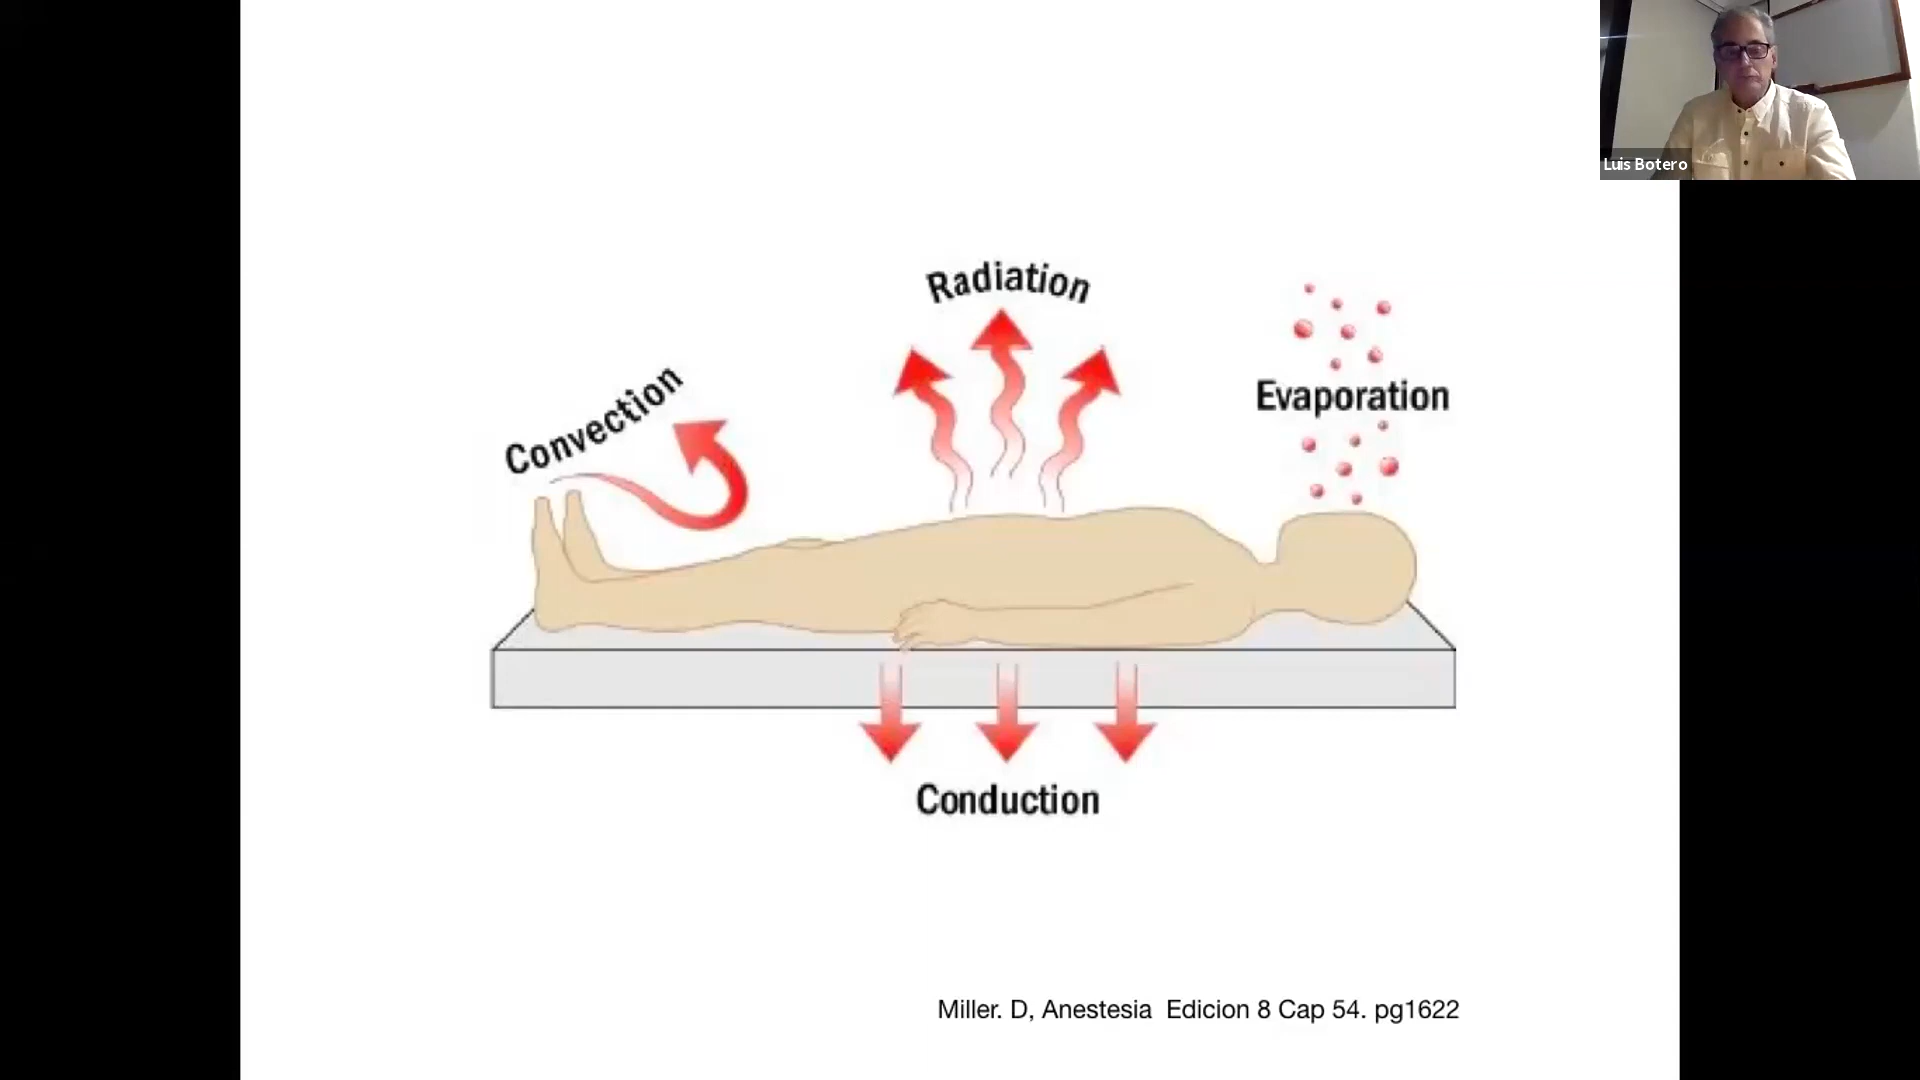 Luis Botero
Radiation
Convection
Evaporation
Conduction
Miller. D, Anestesia Edicion 8 Cap 54. pg1622